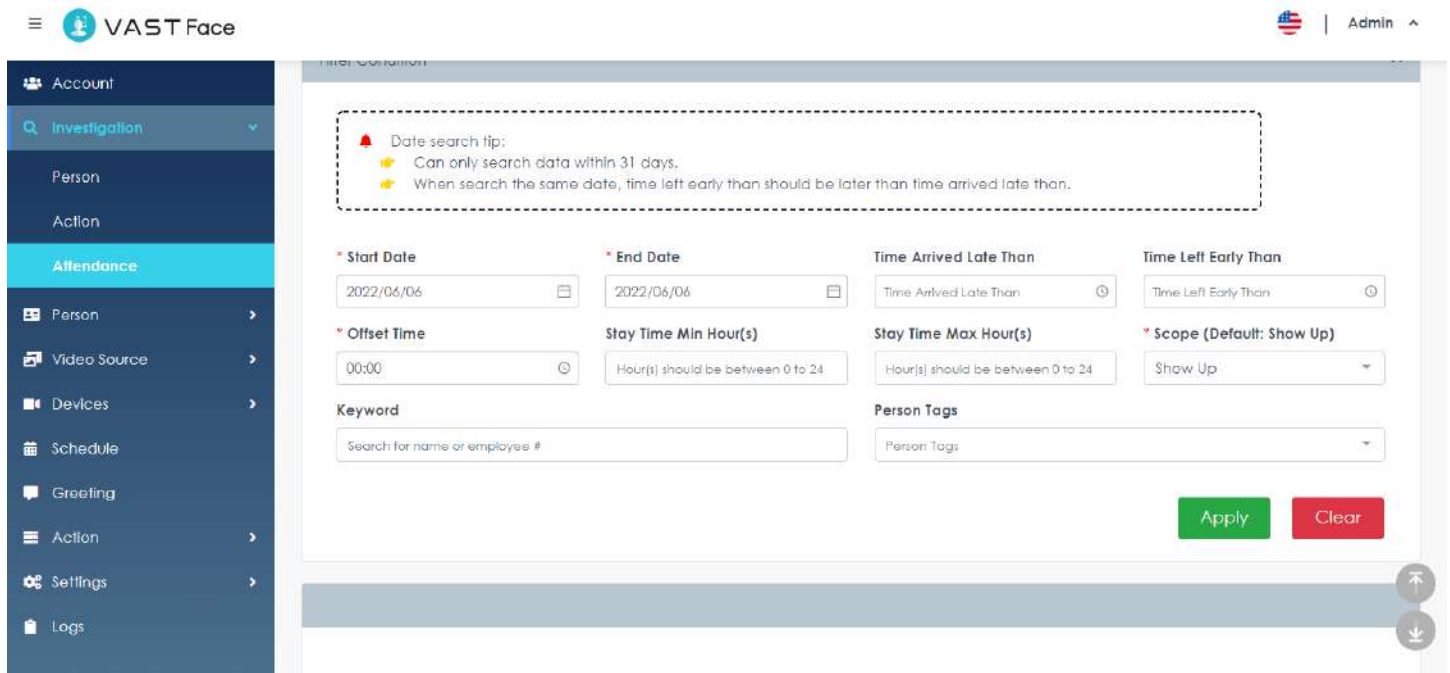 VAST Face
Admin
Account
Investigation
Person
Action
Attendance
Person
Video Source
Devices
Schedule
Greeting
Action
Settings
Logs
Filter Condition
Date search tip:
Can only search data within 31 days.
When search the same date, time left early than should be later than time arrived late than.
* Start Date
* End Date
Time Arrived Late Than
Time Left Early Than
2022/06/06
2022/06/06
Time Arrived Late Than
Time Left Early Than
* Offset Time
Stay Time Min Hour(s)
Stay Time Max Hour(s)
* Scope (Default: Show Up)
00:00
Hour(s) should be between 0 to 24
Hour(s) should be between 0 to 24
Show Up
Keyword
Person Tags
Search for name or employee #
Person Tags
Apply
Clear